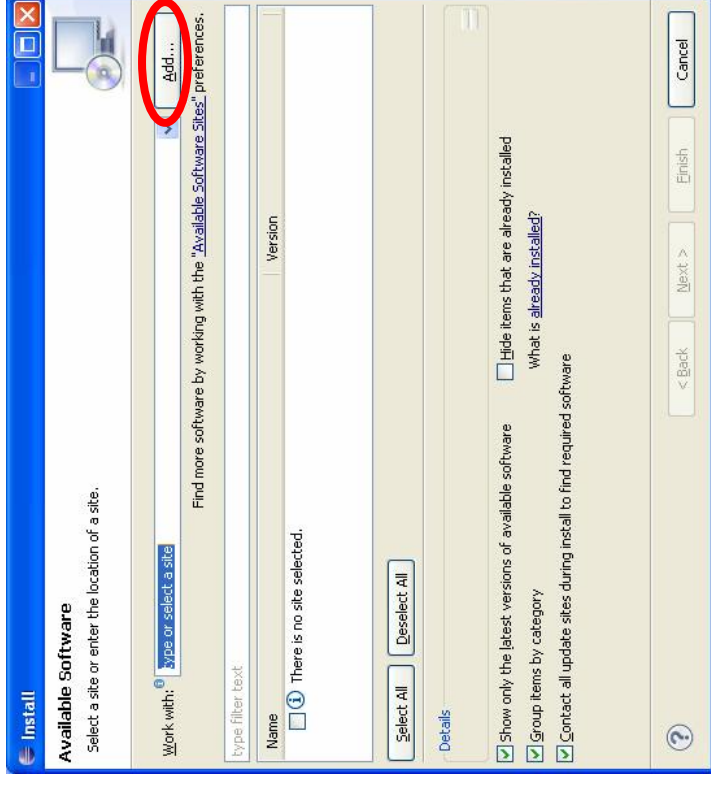 Install
Available Software
Select a site or enter the location of a site.
Work with: type or select a site Add...
Find more software by working with the "Available Software Sites" preferences.
type filter text
Name Version
There is no site selected.
Select All Deselect All
Details
Show only the latest versions of available software Hide items that are already installed
Group items by category What is already installed?
Contact all update sites during install to find required software
? < Back Next > Finish Cancel